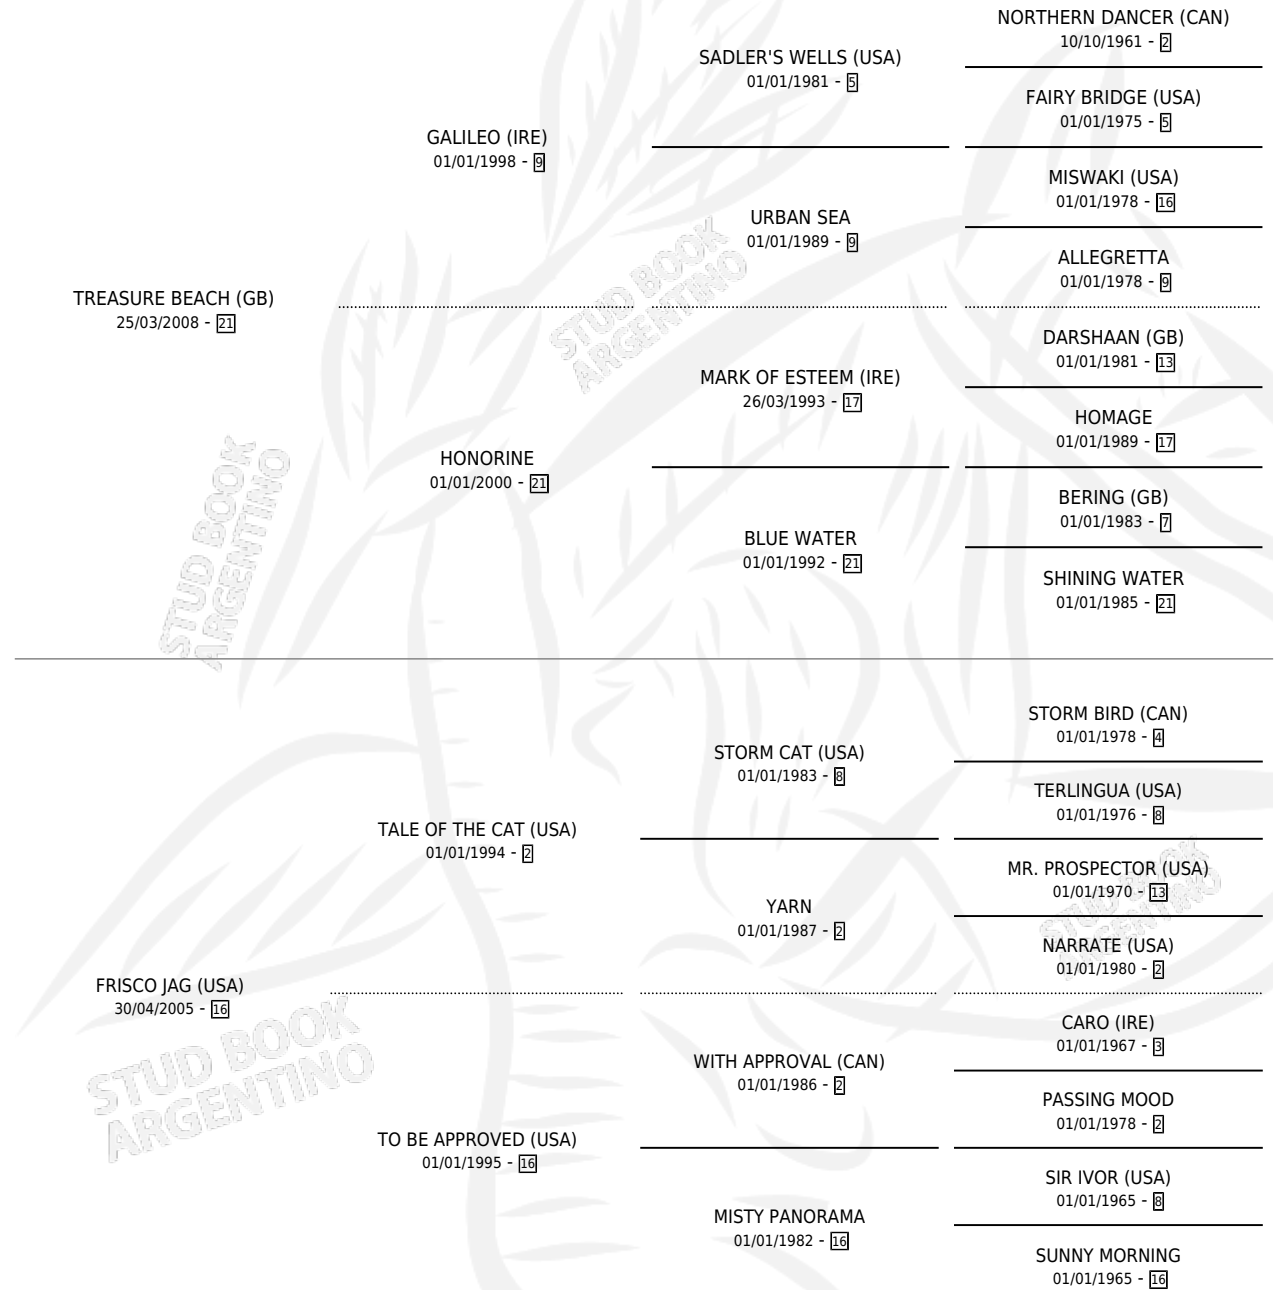 NORTHERN DANCER (CAN)
10/10/1961 - 2
SADLER'S WELLS (USA)
01/01/1981 - 5
FAIRY BRIDGE (USA)
01/01/1975 - 5
GALILEO (IRE)
01/01/1998 - 9
MISWAKI (USA)
01/01/1978 - 16
URBAN SEA
01/01/1989 - 9
ALLEGRETTA
01/01/1978 - 9
TREASURE BEACH (GB)
25/03/2008 - 21
DARSHAAN (GB)
01/01/1981 - 13
MARK OF ESTEEM (IRE)
26/03/1993 - 17
HOMAGE
01/01/1989 - 17
HONORINE
01/01/2000 - 21
BERING (GB)
01/01/1983 - 7
BLUE WATER
01/01/1992 - 21
SHINING WATER
01/01/1985 - 21
STORM BIRD (CAN)
01/01/1978 - 4
STORM CAT (USA)
01/01/1983 - 8
TERLINGUA (USA)
01/01/1976 - 8
TALE OF THE CAT (USA)
01/01/1994 - 2
MR. PROSPECTOR (USA)
01/01/1970 - 13
YARN
01/01/1987 - 2
NARRATE (USA)
01/01/1980 - 2
FRISCO JAG (USA)
30/04/2005 - 16
CARO (IRE)
01/01/1967 - 3
WITH APPROVAL (CAN)
01/01/1986 - 2
PASSING MOOD
01/01/1978 - 2
TO BE APPROVED (USA)
01/01/1995 - 16
SIR IVOR (USA)
01/01/1965 - 8
MISTY PANORAMA
01/01/1982 - 16
SUNNY MORNING
01/01/1965 - 16
STUD BOOK
ARGENTINO
STUD BOOK
ARGENTINO
STUD BOOK
ARGENTINO
STUD BOOK
ARGENTINO